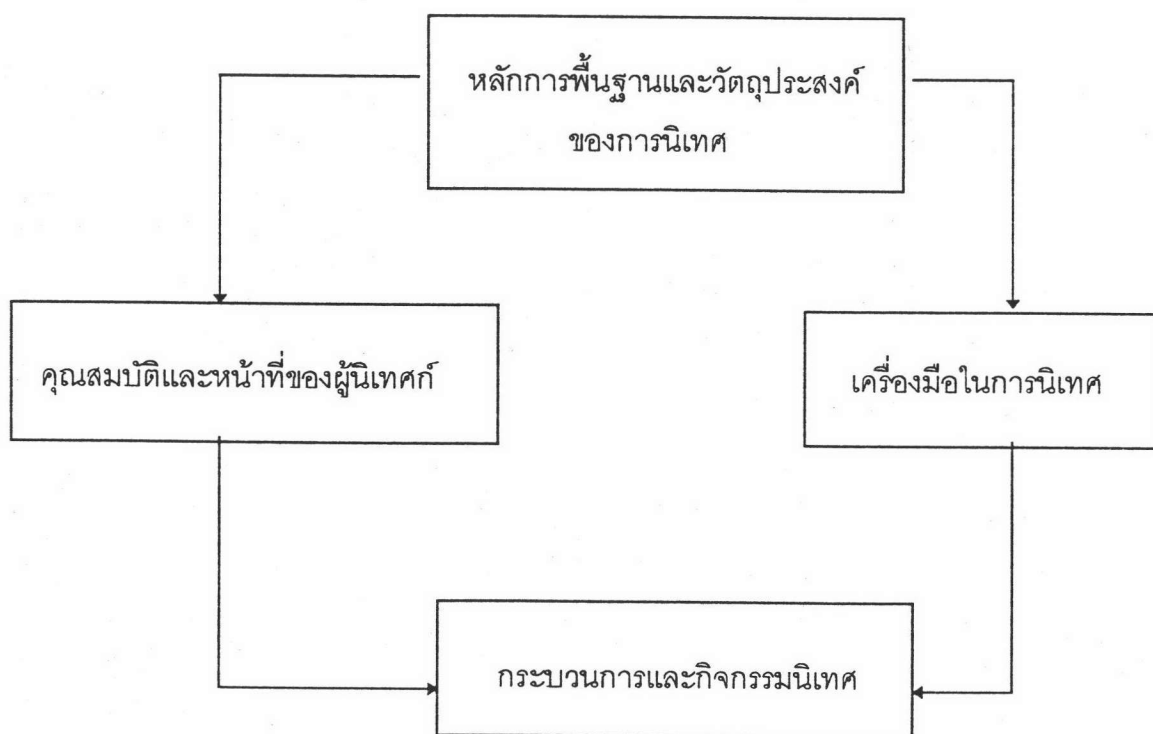 หลักการพื้นฐานและวัตถุประสงค์
ของการนิเทศ
คุณสมบัติและหน้าที่ของผู้นิเทศก์
เครื่องมือในการนิเทศ
กระบวนการและกิจกรรมนิเทศ